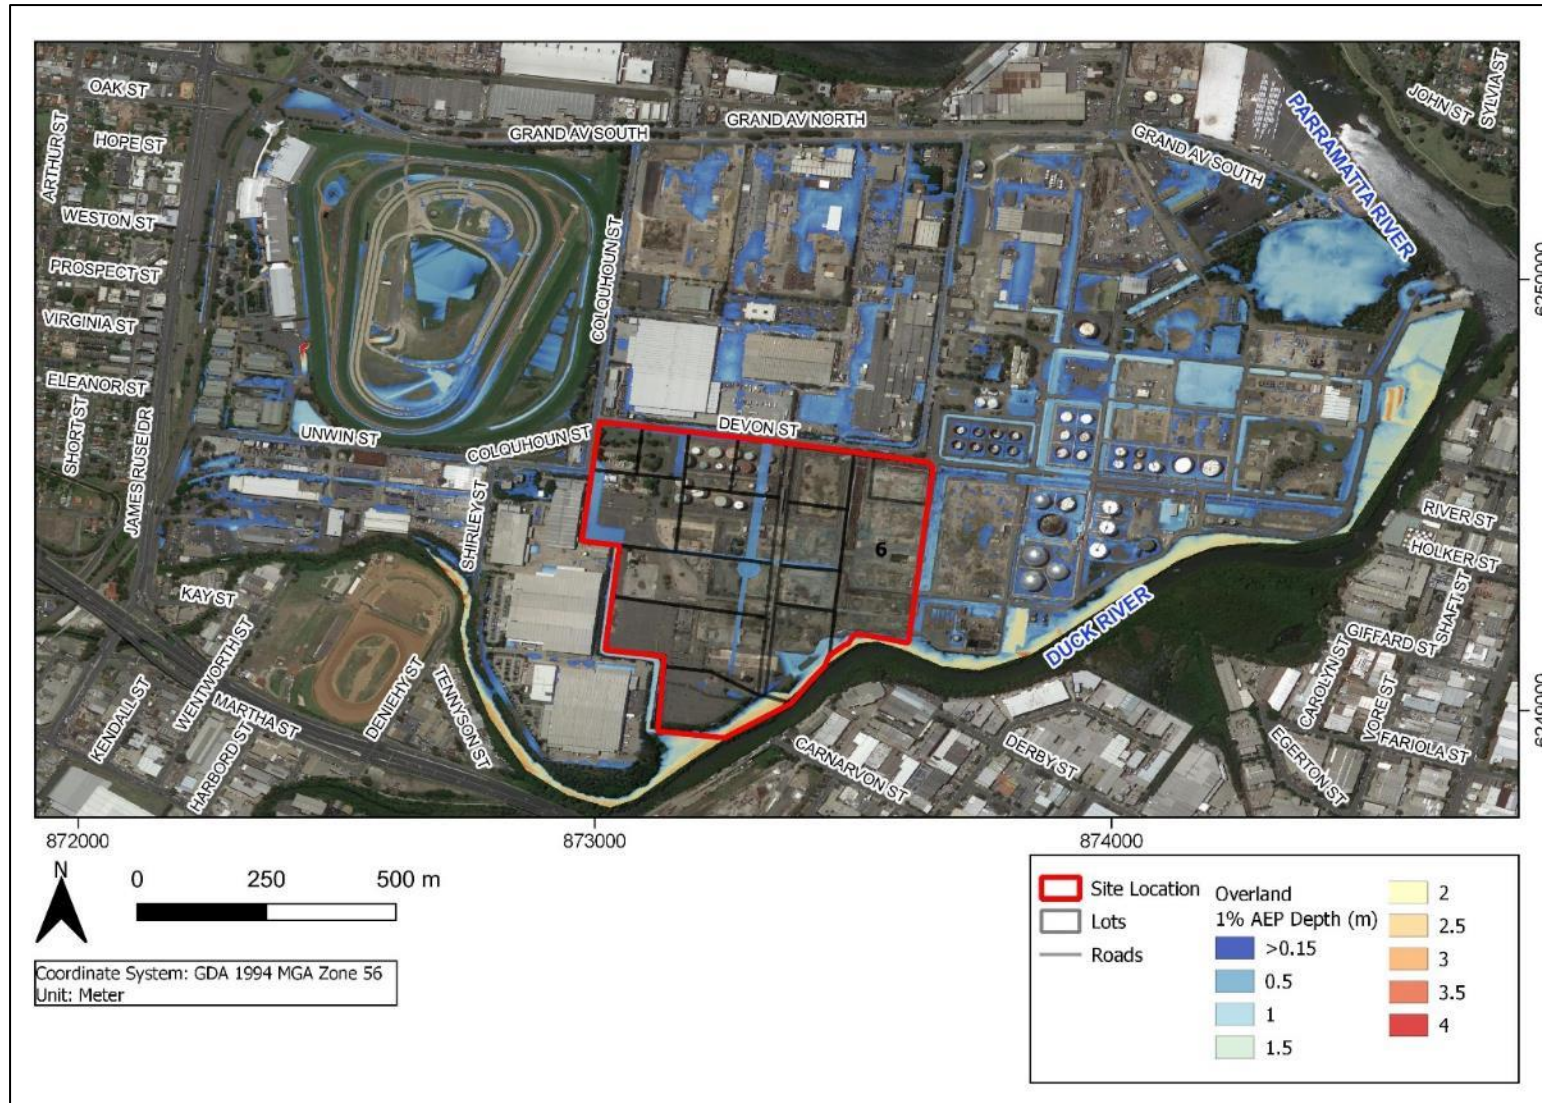 OAK ST
HOPE ST
ARTHUR ST
WESTON ST
PROSPECT ST
VIRGINIA ST
ELEANOR ST
SHORT ST
JAMES RUSE DR
UNWIN ST
COLQUHOUN ST
SHIRLEY ST
GRAND AV SOUTH
GRAND AV NORTH
COLQUHOUN ST
DEVON ST
GRAND AV SOUTH
PARRAMATTA RIVER
JOHN ST
SYLVIA ST
6250000
6
KAY ST
WENTWORTH ST
KENDALL ST
HARBORD ST
MARTHA ST
DENIEHY ST
TENNYSON ST
DUCK RIVER
CARNARVON ST
DERBY ST
RIVER ST
HOLKER ST
SHAFT ST
GIFFARD ST
CAROLYN ST
VORE ST
FARIOLA ST
EGERTON ST
6249000
872000
873000
874000
N
0
250
500 m
Coordinate System: GDA 1994 MGA Zone 56
Unit: Meter
Site Location
Lots
Roads
Overland
1% AEP Depth (m)
>0.15
0.5
1
1.5
2
2.5
3
3.5
4